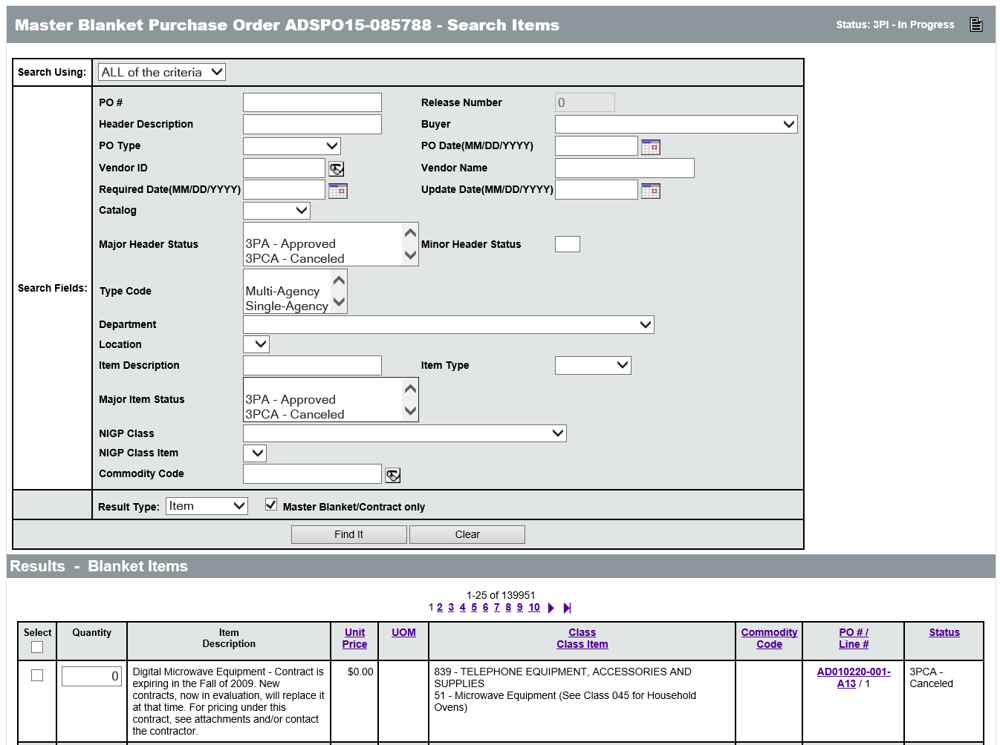 Master Blanket Purchase Order ADSPO15-085788 - Search Items
Status: 3PI - In Progress
Search Using: ALL of the criteria
Search Fields:
PO #
Release Number 0
Header Description
Buyer
PO Type
PO Date(MM/DD/YYYY)
Vendor ID
Vendor Name
Required Date(MM/DD/YYYY)
Update Date(MM/DD/YYYY)
Catalog
Major Header Status
3PA - Approved
3PCA - Canceled
Minor Header Status
Type Code
Multi-Agency
Single-Agency
Department
Location
Item Description
Item Type
Major Item Status
3PA - Approved
3PCA - Canceled
NIGP Class
NIGP Class Item
Commodity Code
Result Type: Item
Master Blanket/Contract only
Find It
Clear
Results - Blanket Items
1-25 of 139951
1 2 3 4 5 6 7 8 9 10
Select
Quantity
Item
Description
Unit
Price
UOM
Class
Class Item
Commodity
Code
PO # /
Line #
Status
0
Digital Microwave Equipment - Contract is
expiring in the Fall of 2009. New
contracts, now in evaluation, will replace it
at that time. For pricing under this
contract, see attachments and/or contact
the contractor.
$0.00
839 - TELEPHONE EQUIPMENT, ACCESSORIES AND
SUPPLIES
51 - Microwave Equipment (See Class 045 for Household
Ovens)
AD010220-001-
A13 / 1
3PCA -
Canceled